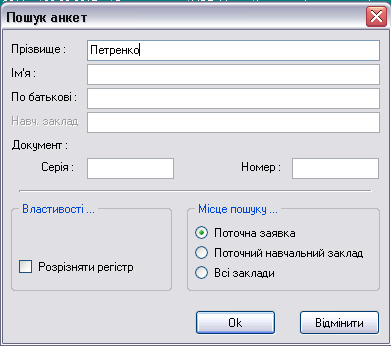 Пошук анкет
Прізвище :
Петренко
Ім'я :
По батькові :
Навч. заклад
Документ :
Серія :
Номер :
Властивості ...
Розрізняти регістр
Місце пошуку ...
Поточна заявка
Поточний навчальний заклад
Всі заклади
Ok
Відмінити